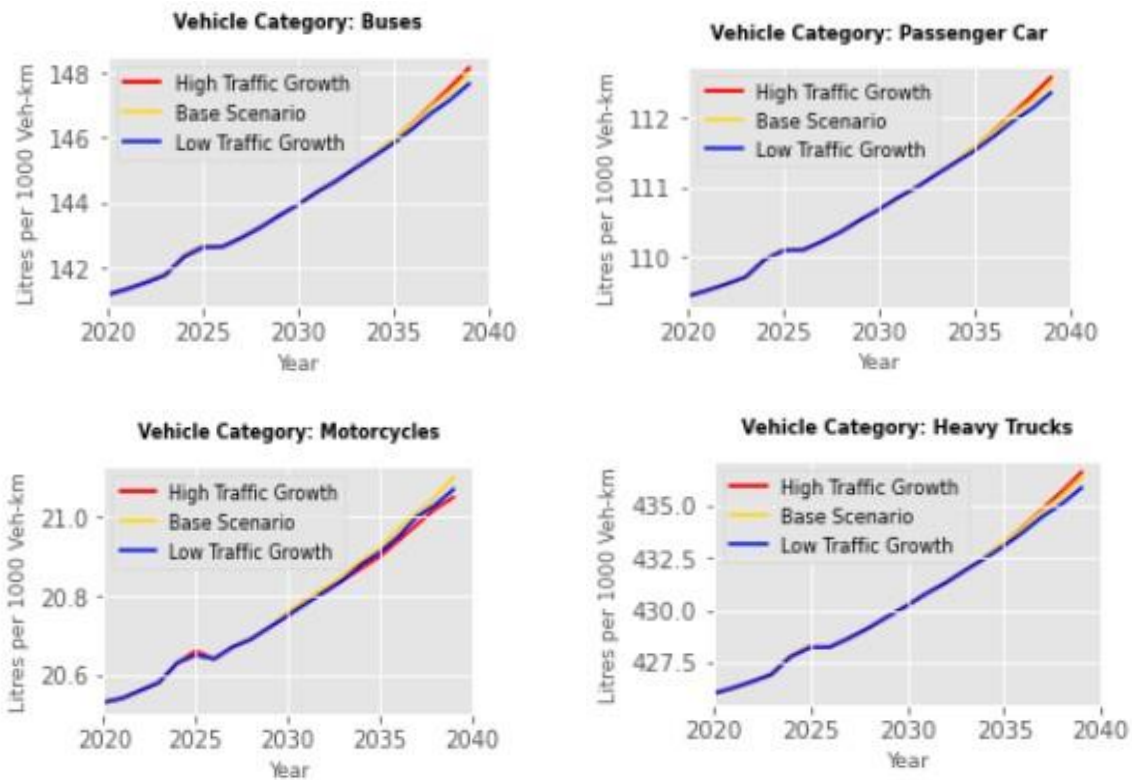 Vehicle Category: Buses
Litres per 1000 Veh-km
148
146
144
142
High Traffic Growth
Base Scenario
Low Traffic Growth
2020 2025 2030 2035 2040
Year
Vehicle Category: Passenger Car
Litres per 1000 Veh-km
112
111
110
High Traffic Growth
Base Scenario
Low Traffic Growth
2020 2025 2030 2035 2040
Year
Vehicle Category: Motorcycles
Litres per 1000 Veh-km
21.0
20.8
20.6
High Traffic Growth
Base Scenario
Low Traffic Growth
2020 2025 2030 2035 2040
Year
Vehicle Category: Heavy Trucks
Litres per 1000 Veh-km
435.0
432.5
430.0
427.5
High Traffic Growth
Base Scenario
Low Traffic Growth
2020 2025 2030 2035 2040
Year